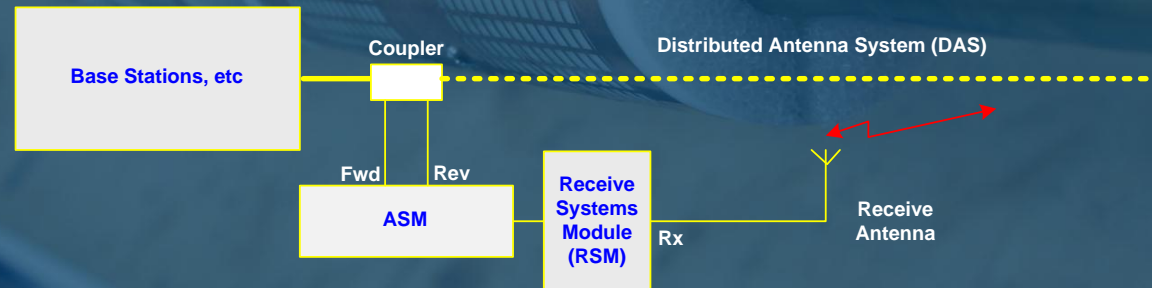 Base Stations, etc
Coupler
Distributed Antenna System (DAS)
Fwd
Rev
ASM
Receive
Systems
Module
(RSM)
Rx
Receive
Antenna